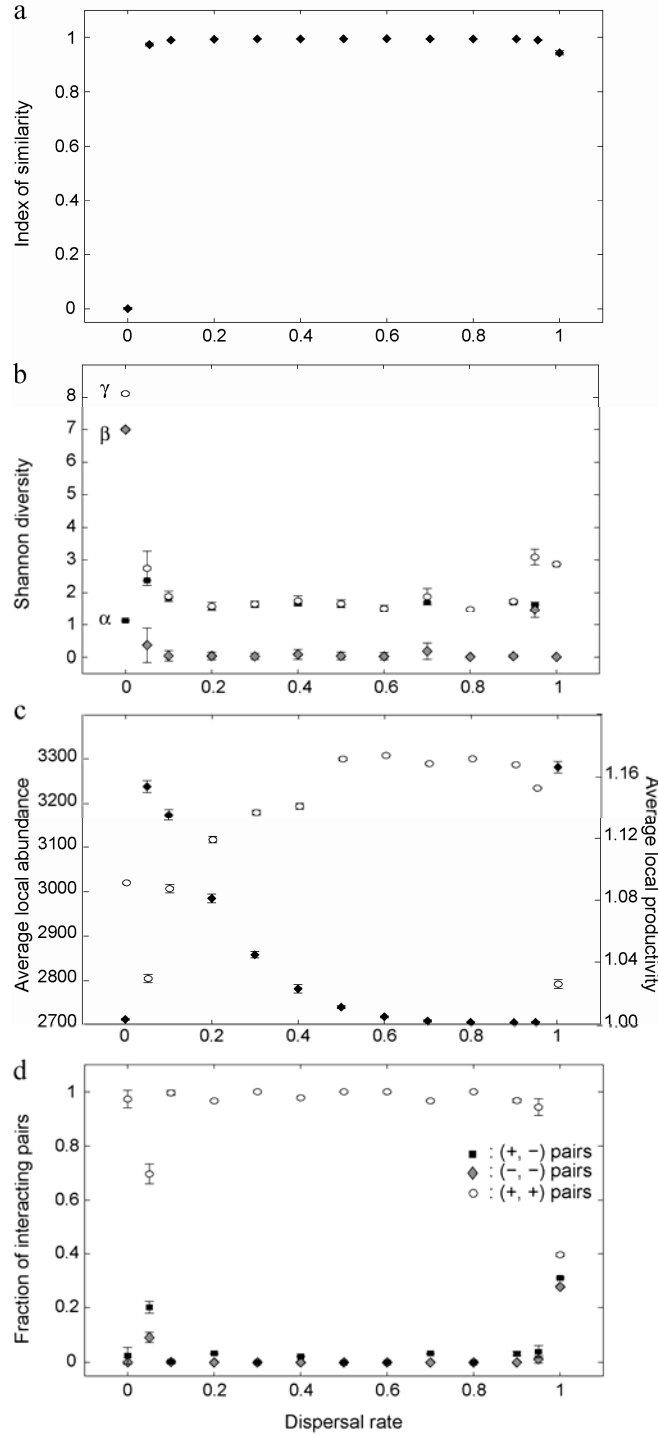 a
1
0.8
0.6
0.4
0.2
0
Index of similarity
0 0.2 0.4 0.6 0.8 1
b
8
7
6
5
4
3
2
1
0
Shannon diversity
γ
β
α
0 0.2 0.4 0.6 0.8 1
c
3300
3200
3100
3000
2900
2800
2700
Average local abundance
1.16
1.12
1.08
1.04
1.00
Average local productivity
0 0.2 0.4 0.6 0.8 1
d
1
0.8
0.6
0.4
0.2
0
Fraction of interacting pairs
: (+, −) pairs
: (−, −) pairs
: (+, +) pairs
0 0.2 0.4 0.6 0.8 1
Dispersal rate